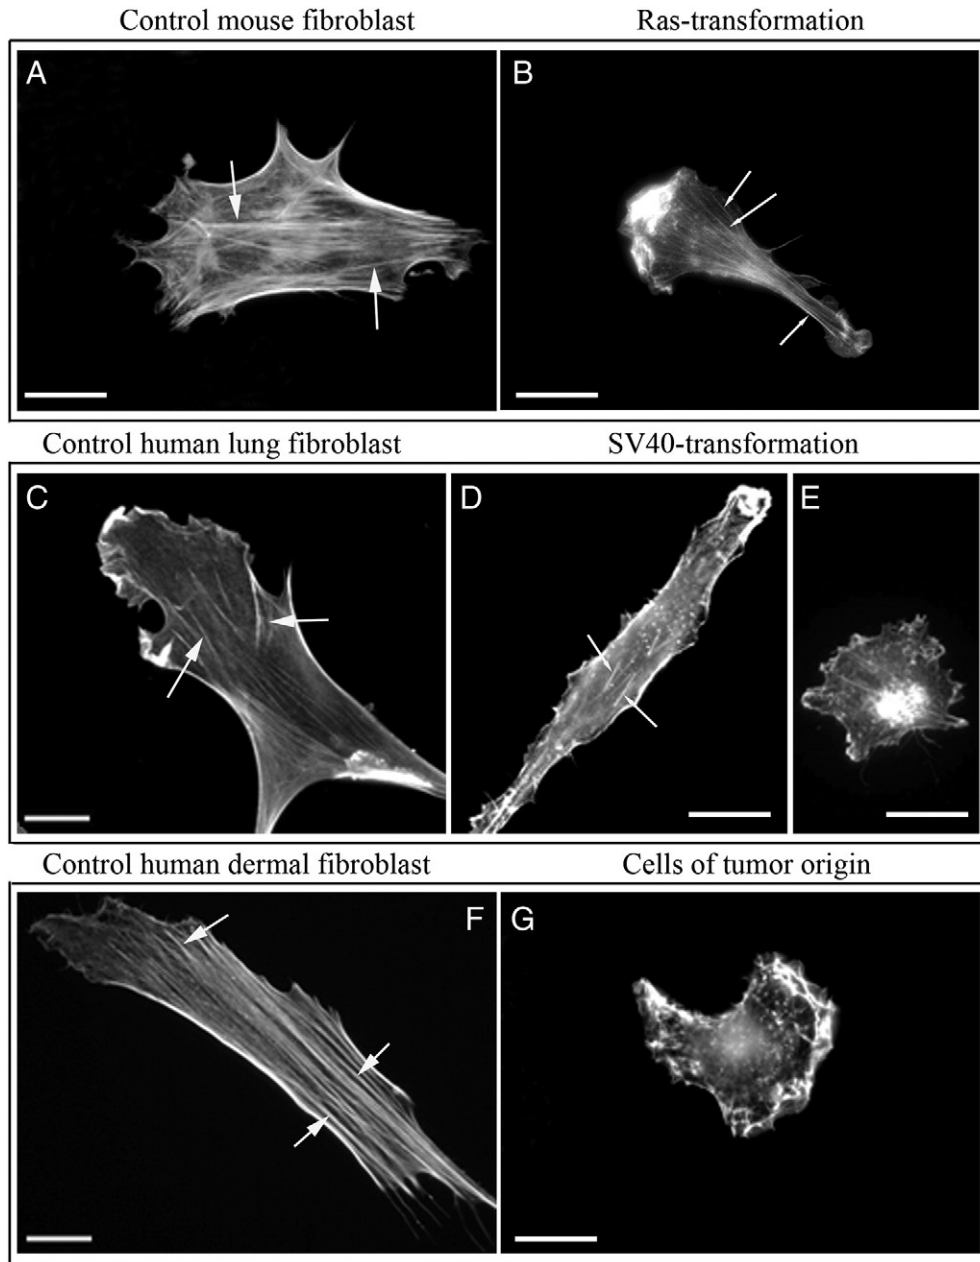 Control mouse fibroblast
Ras-transformation
A
B
Control human lung fibroblast
SV40-transformation
C
D
E
Control human dermal fibroblast
Cells of tumor origin
F
G